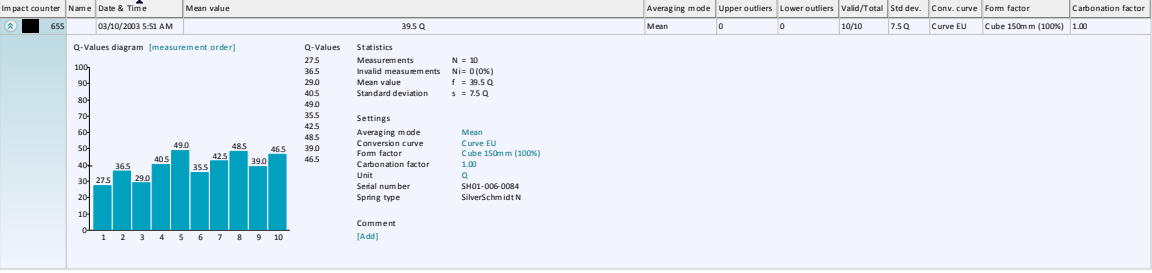 Impact counter Name Date & Time Mean value Averaging mode Upper outliers Lower outliers Valid/Total Std dev. Conv. curve Form factor Carbonation factor
655 03/10/2003 5:51 AM 39.5 Q Mean 0 0 10/10 7.5 Q Curve EU Cube 150mm (100%) 1.00
Q-Values diagram [measurement order]
100
90
80
70
60
50
40
30
20
10
0
27.5 36.5 29.0 40.5 49.0 35.5 42.5 48.5 39.0 46.5
1 2 3 4 5 6 7 8 9 10
Q-Values
27.5
36.5
29.0
40.5
49.0
35.5
42.5
48.5
39.0
46.5
Statistics
Measurements N = 10
Invalid measurements Ni = 0 (0%)
Mean value f = 39.5 Q
Standard deviation s = 7.5 Q
Settings
Averaging mode Mean
Conversion curve Curve EU
Form factor Cube 150mm (100%)
Carbonation factor 1.00
Unit Q
Serial number SH01-006-0084
Spring type SilverSchmidt N
Comment
[Add]